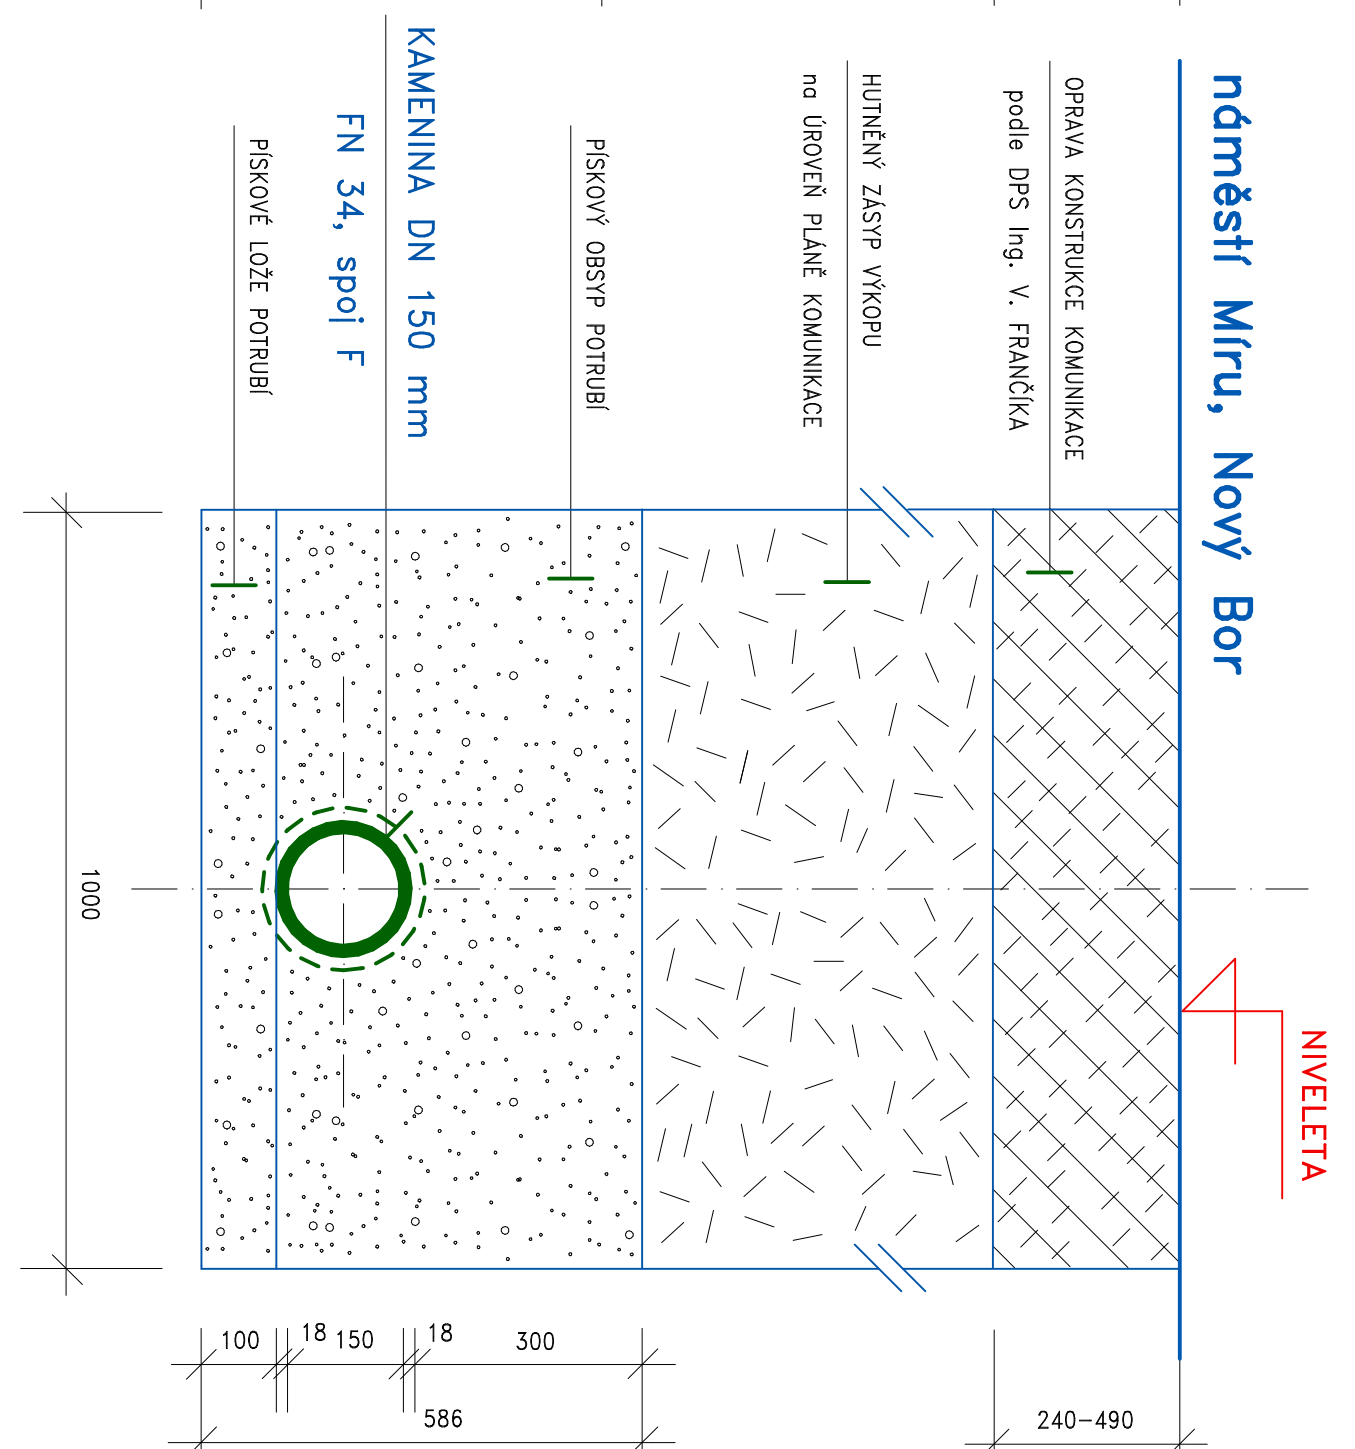 náměstí Míru, Nový Bor
OPRAVA KONSTRUKCE KOMUNIKACE
podle DPS Ing. V. FRANČÍKA
HUTNĚNÝ ZÁSYP VÝKOPU
na ÚROVEŇ PLÁNĚ KOMUNIKACE
PÍSKOVÝ OBSYP POTRUBÍ
KAMENINA DN 150 mm
FN 34, spoj F
PÍSKOVÉ LOŽE POTRUBÍ
NIVELETA
1000
100
18
150
18
300
586
240-490